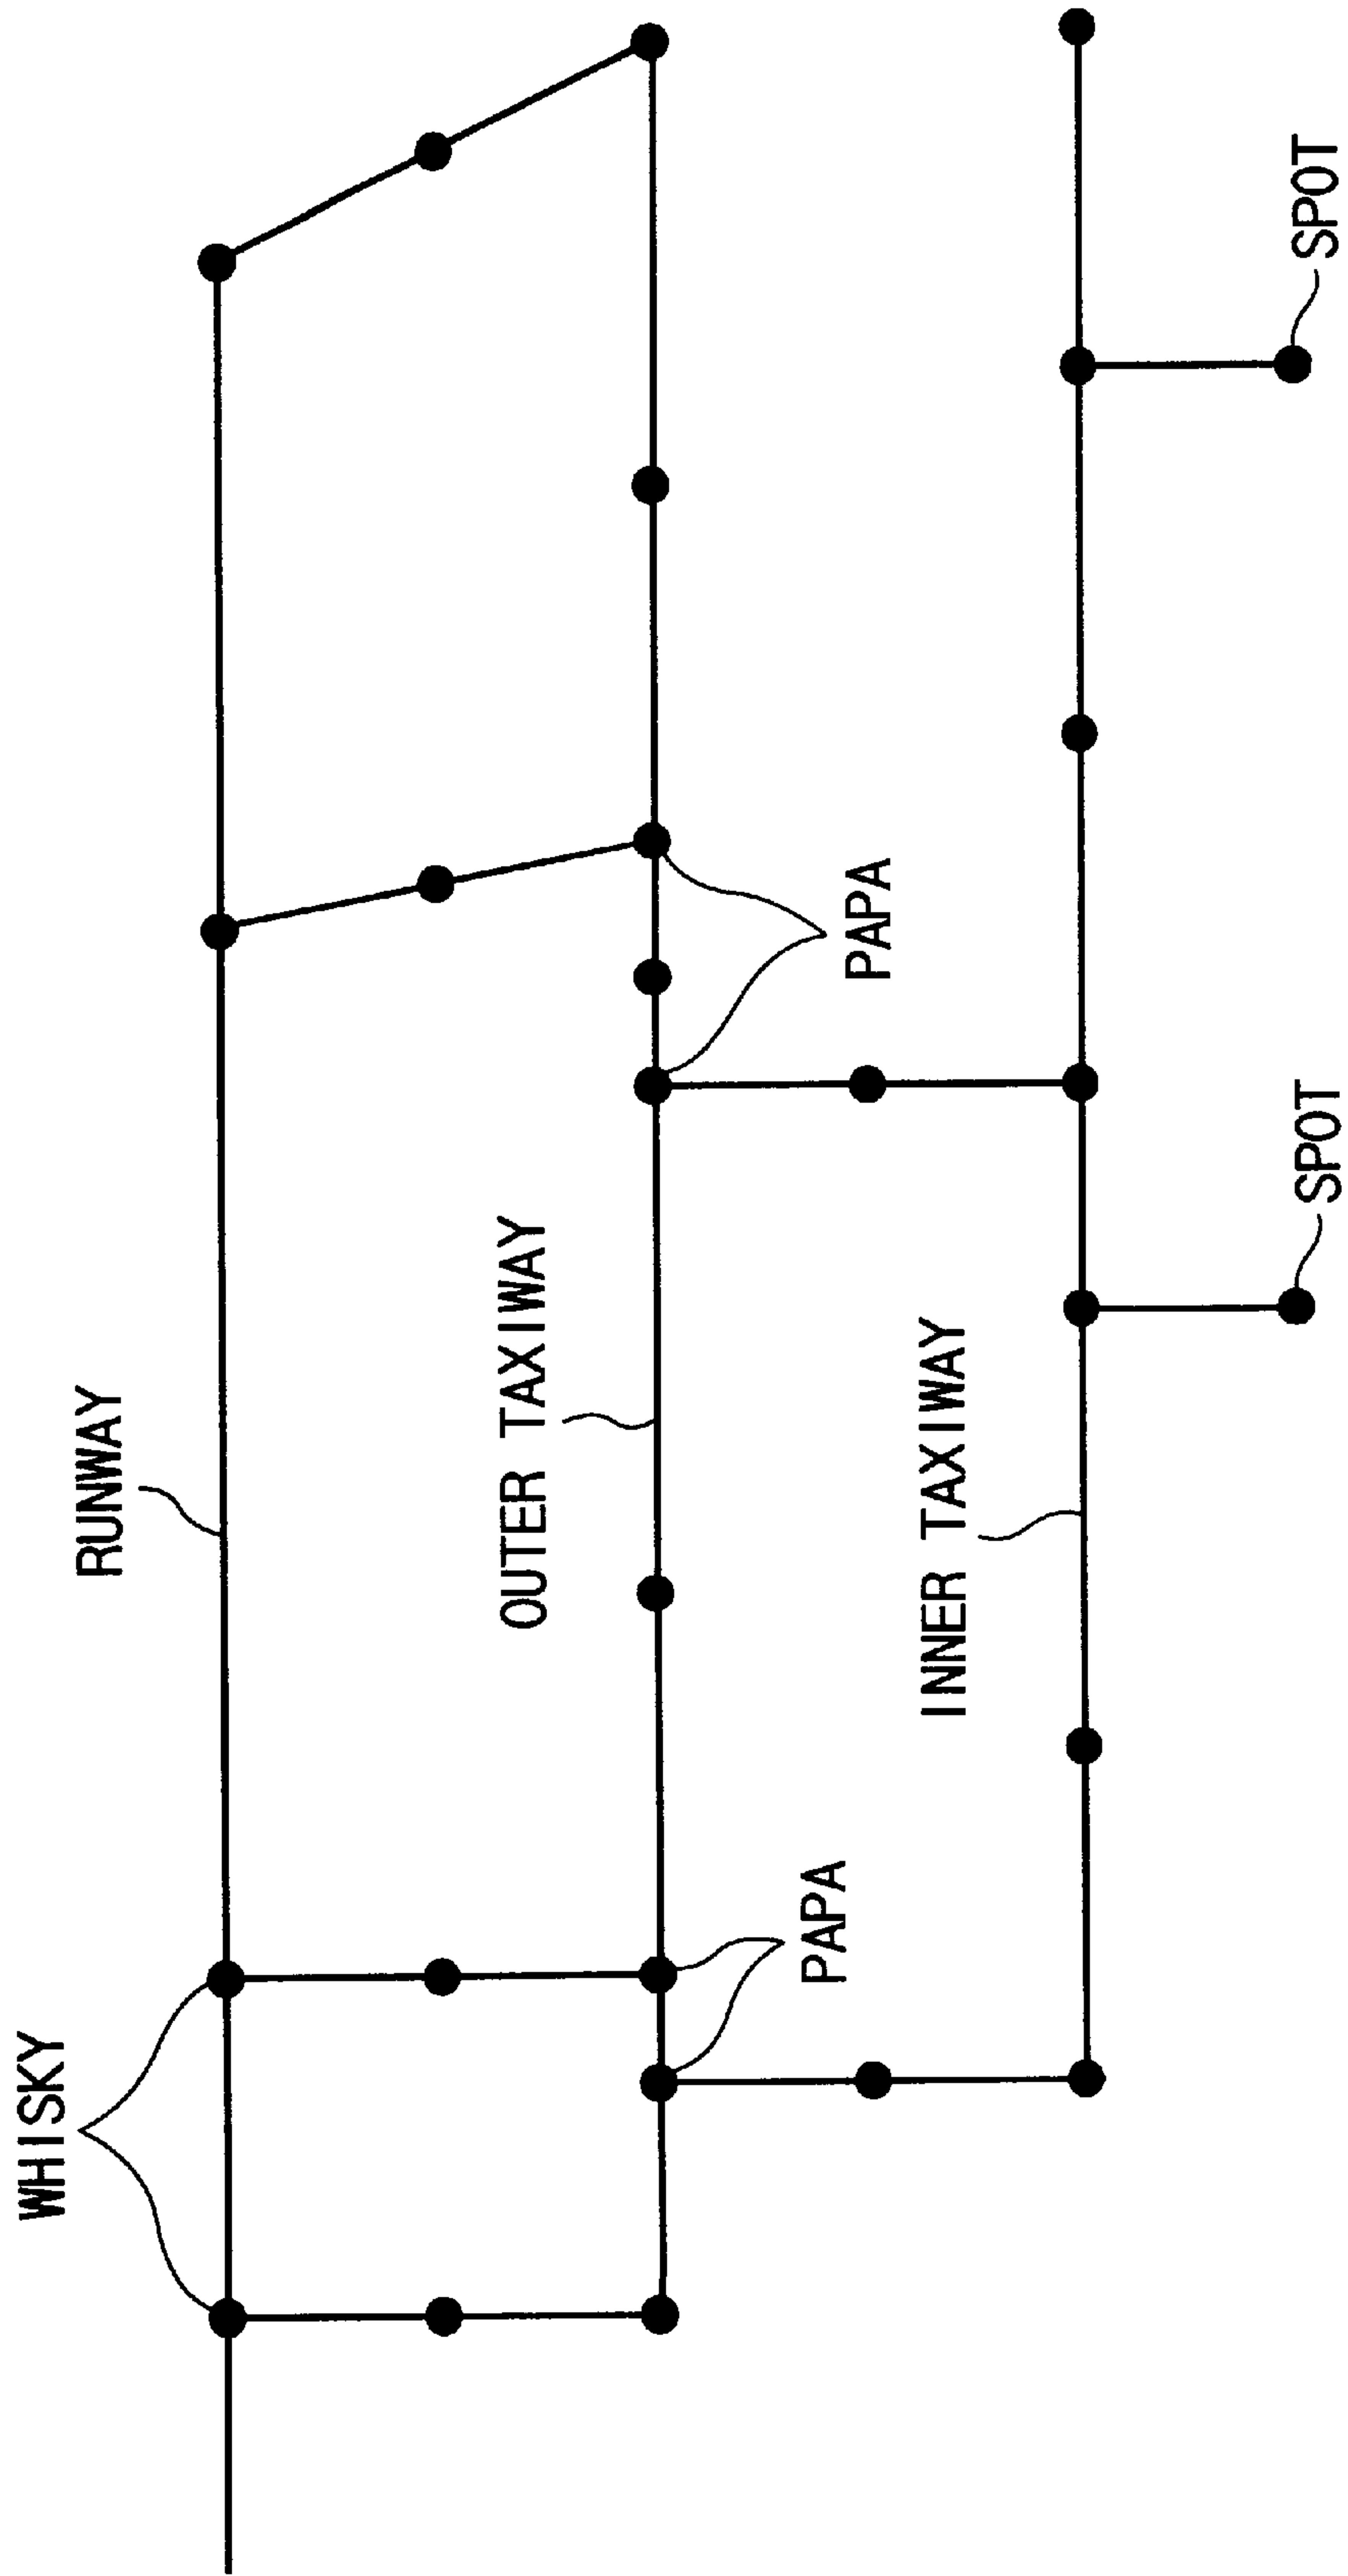 WHISKY
RUNWAY
OUTER TAXIWAY
PAPA
PAPA
INNER TAXIWAY
SPOT
SPOT